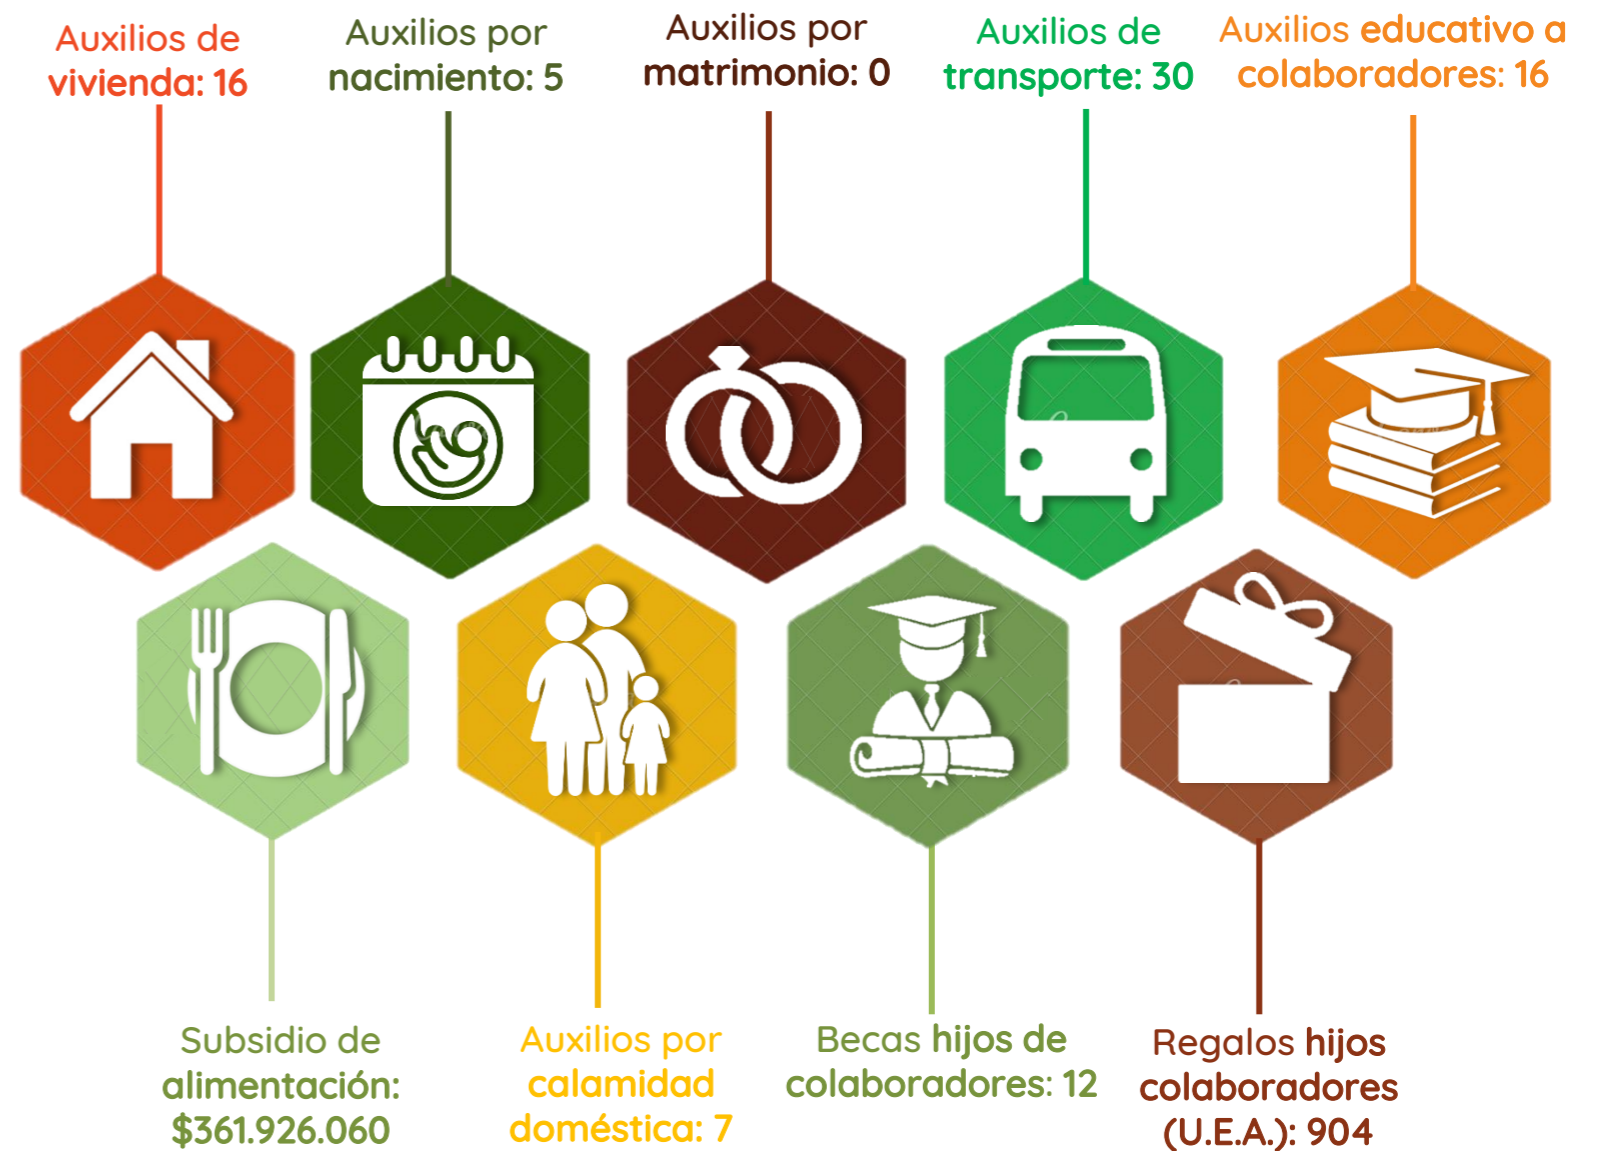 Auxilios de
vivienda: 16
Auxilios por
nacimiento: 5
Auxilios por
matrimonio: 0
Auxilios de
transporte: 30
Auxilios educativo a
colaboradores: 16
Subsidio de
alimentación:
$361.926.060
Auxilios por
calamidad
doméstica: 7
Becas hijos de
colaboradores: 12
Regalos hijos
colaboradores
(U.E.A.): 904